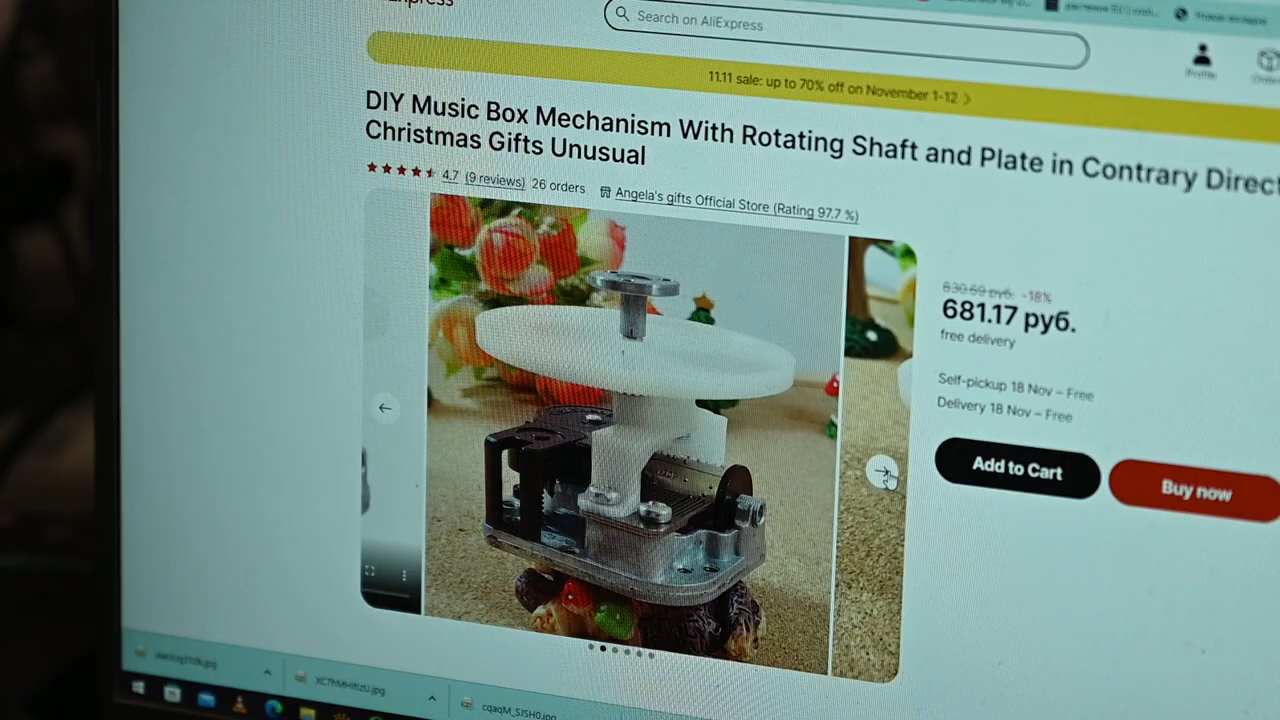 Search on AliExpress
Profile
11.11 sale: up to 70% off on November 1-12
DIY Music Box Mechanism With Rotating Shaft and Plate in Contrary Direct
Christmas Gifts Unusual
4.7 (9 reviews) 26 orders Angela's gifts Official Store (Rating 97.7 %)
830.69 руб. -18%
681.17 руб.
free delivery
Self-pickup 18 Nov – Free
Delivery 18 Nov – Free
Add to Cart
Buy now
cqaqM_SJSH0.jpg